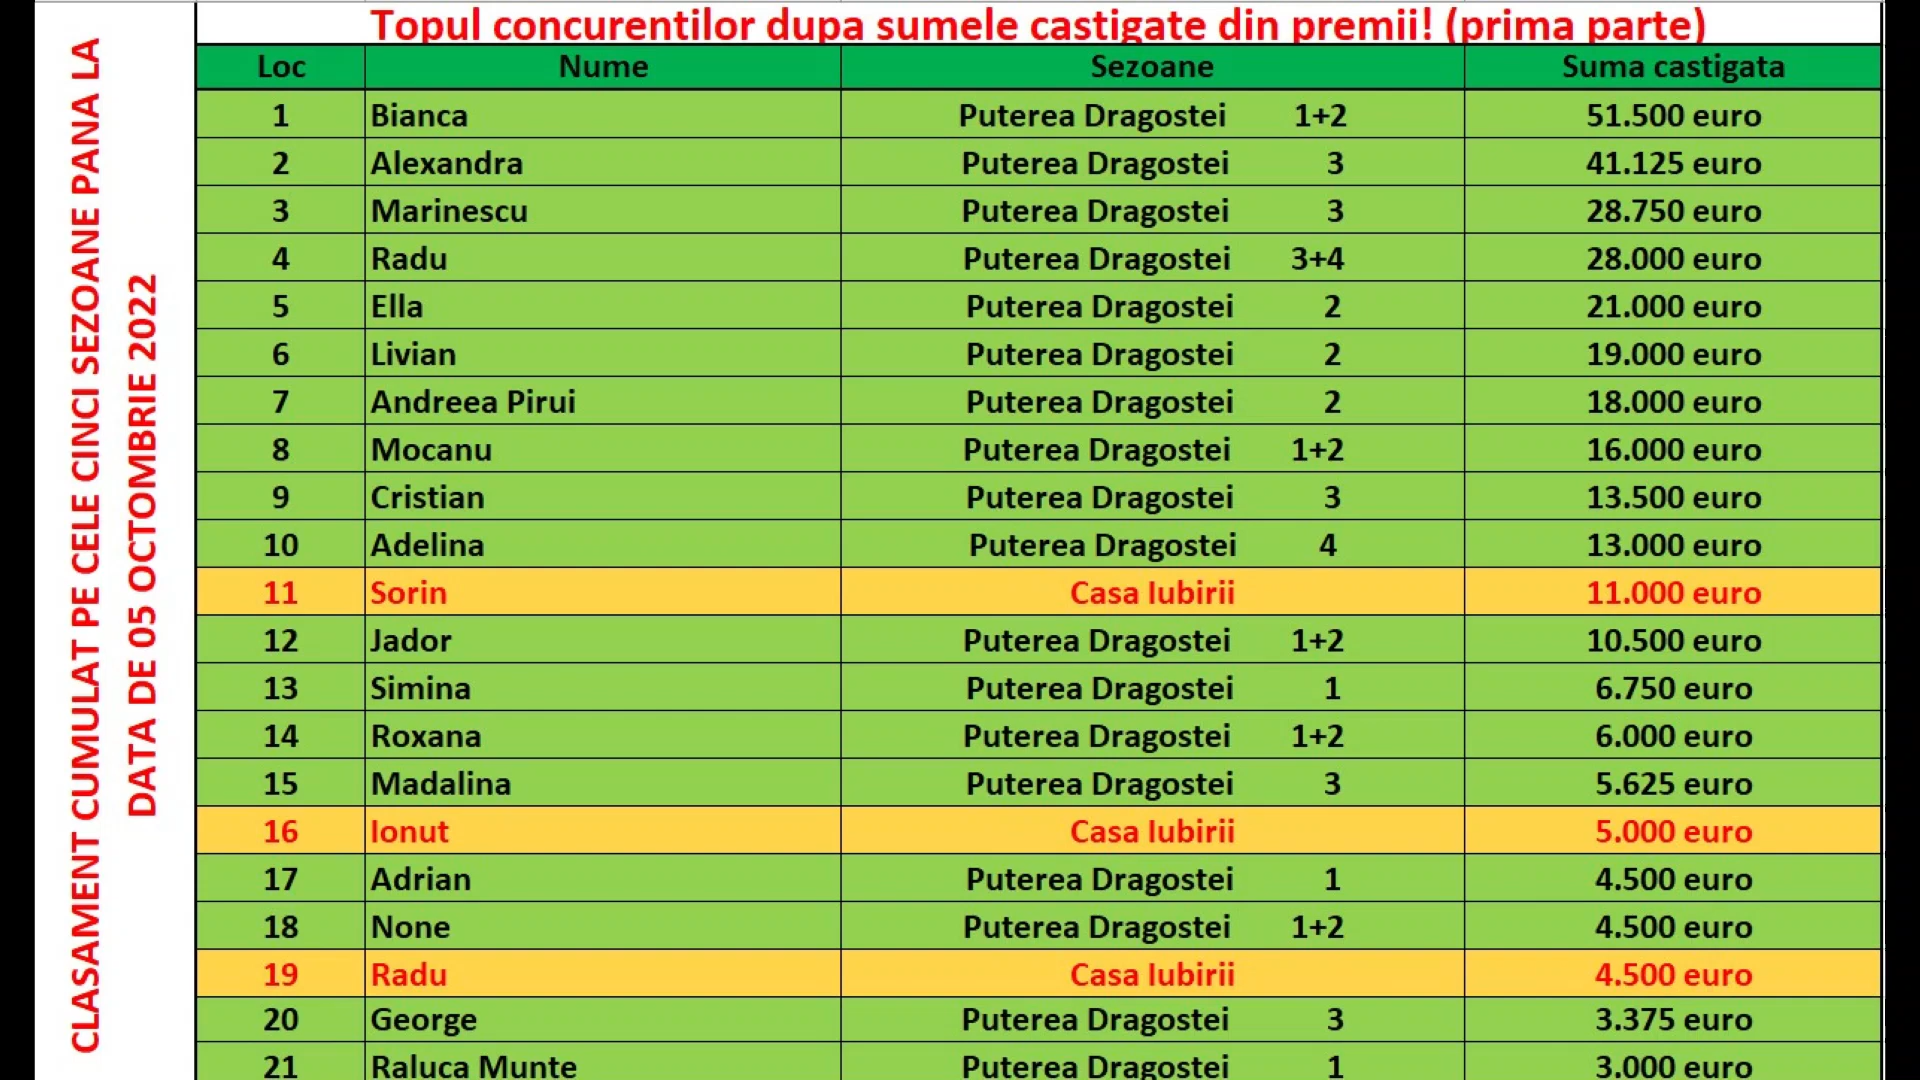 CLASAMENT CUMULAT PE CELE CINCI SEZOANE PANA LA
DATA DE 05 OCTOMBRIE 2022
Topul concurentilor dupa sumele castigate din premii! (prima parte)
Loc Nume Sezoane Suma castigata
1 Bianca Puterea Dragostei 1+2 51.500 euro
2 Alexandra Puterea Dragostei 3 41.125 euro
3 Marinescu Puterea Dragostei 3 28.750 euro
4 Radu Puterea Dragostei 3+4 28.000 euro
5 Ella Puterea Dragostei 2 21.000 euro
6 Livian Puterea Dragostei 2 19.000 euro
7 Andreea Pirui Puterea Dragostei 2 18.000 euro
8 Mocanu Puterea Dragostei 1+2 16.000 euro
9 Cristian Puterea Dragostei 3 13.500 euro
10 Adelina Puterea Dragostei 4 13.000 euro
11 Sorin Casa Iubirii 11.000 euro
12 Jador Puterea Dragostei 1+2 10.500 euro
13 Simina Puterea Dragostei 1 6.750 euro
14 Roxana Puterea Dragostei 1+2 6.000 euro
15 Madalina Puterea Dragostei 3 5.625 euro
16 Ionut Casa Iubirii 5.000 euro
17 Adrian Puterea Dragostei 1 4.500 euro
18 None Puterea Dragostei 1+2 4.500 euro
19 Radu Casa Iubirii 4.500 euro
20 George Puterea Dragostei 3 3.375 euro
21 Raluca Munte Puterea Dragostei 1 3.000 euro